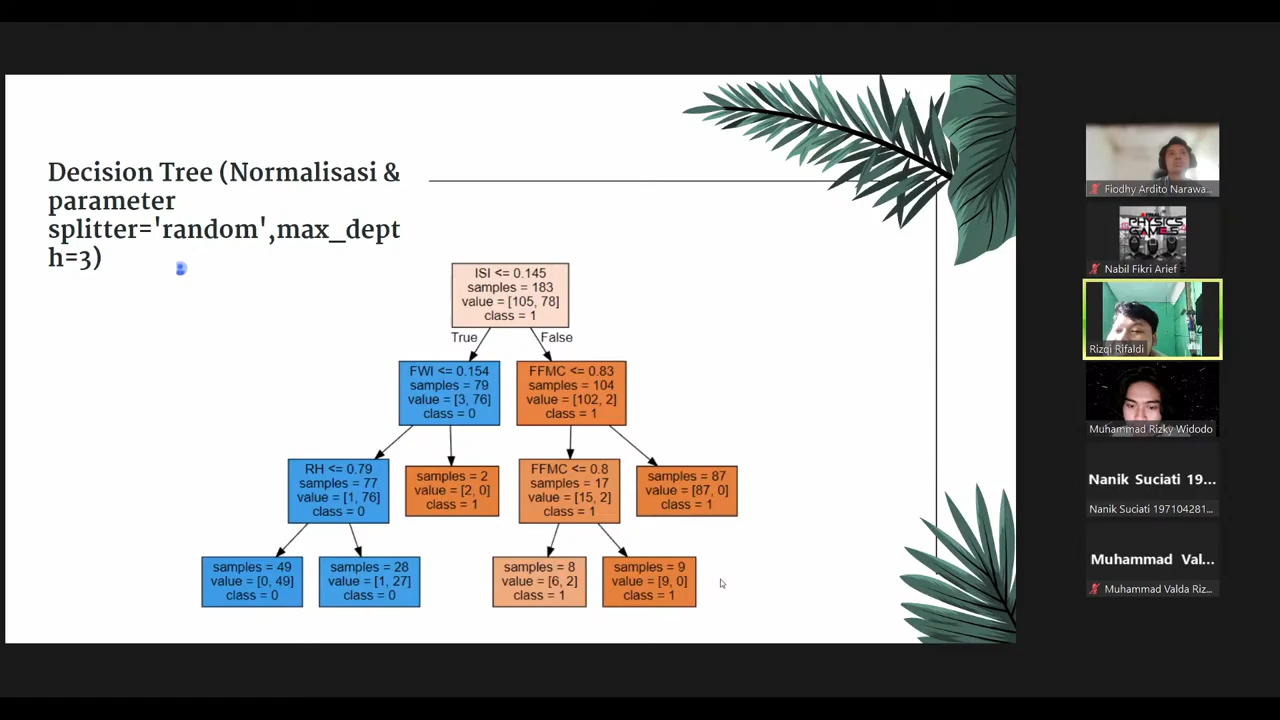 Decision Tree (Normalisasi &
parameter
splitter='random',max_dept
h=3)
ISI <= 0.145
samples = 183
value = [105, 78]
class = 1
True
False
FWI <= 0.154
samples = 79
value = [3, 76]
class = 0
FFMC <= 0.83
samples = 104
value = [102, 2]
class = 1
RH <= 0.79
samples = 77
value = [1, 76]
class = 0
samples = 2
value = [2, 0]
class = 1
FFMC <= 0.8
samples = 17
value = [15, 2]
class = 1
samples = 87
value = [87, 0]
class = 1
samples = 49
value = [0, 49]
class = 0
samples = 28
value = [1, 27]
class = 0
samples = 8
value = [6, 2]
class = 1
samples = 9
value = [9, 0]
class = 1
Fiodhy Ardito Narawa...
PHYSICS
GAMES
Nabil Fikri Arief
Rizqi Rifaldi
Muhammad Rizky Widodo
Nanik Suciati 19...
Nanik Suciati 197104281...
Muhammad Val...
Muhammad Valda Riz...